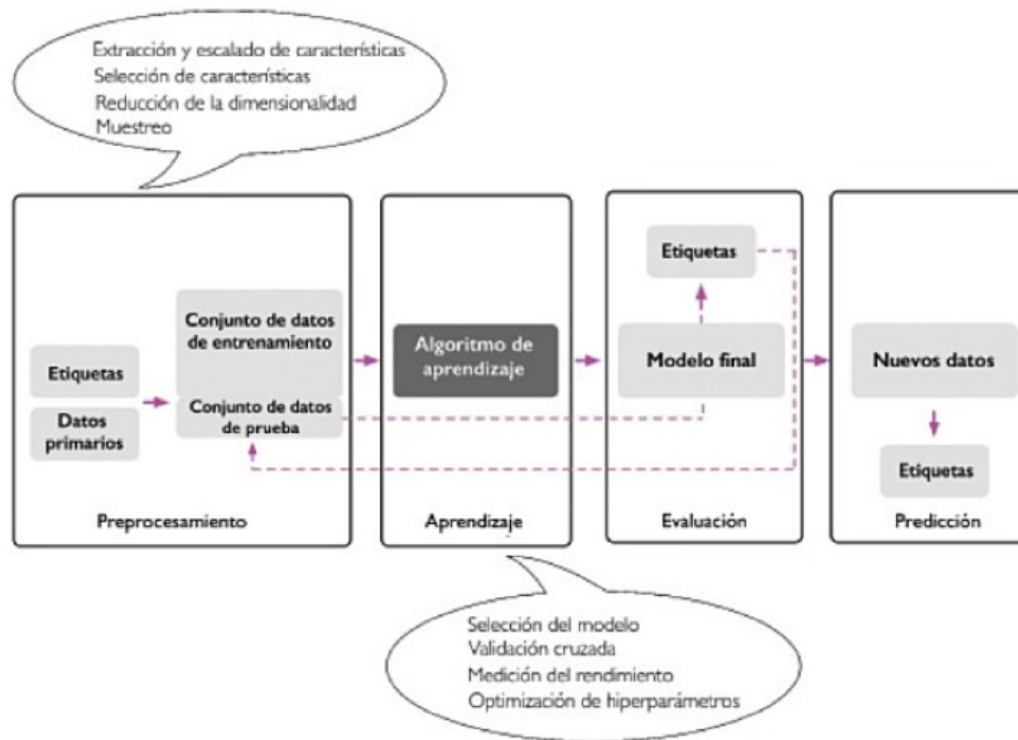 Extracción y escalado de características
Selección de características
Reducción de la dimensionalidad
Muestreo
Etiquetas
Datos
primarios
Conjunto de datos
de entrenamiento
Conjunto de datos
de prueba
Preprocesamiento
Algoritmo de
aprendizaje
Aprendizaje
Etiquetas
Modelo final
Evaluación
Nuevos datos
Etiquetas
Predicción
Selección del modelo
Validación cruzada
Medición del rendimiento
Optimización de hiperparámetros